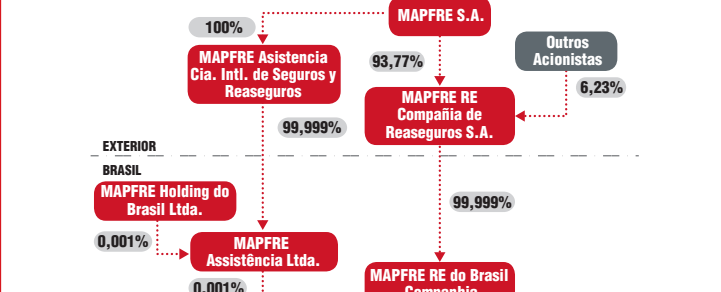 MAPFRE S.A.
100%
Outros
Acionistas
MAPFRE Asistencia
Cia. Intl. de Seguros y
Reaseguros
93,77%
6,23%
MAPFRE RE
Compañia de
Reaseguros S.A.
99,999%
EXTERIOR
BRASIL
MAPFRE Holding do
Brasil Ltda.
99,999%
0,001%
MAPFRE
Assistência Ltda.
MAPFRE RE do Brasil
Companhia
0,001%